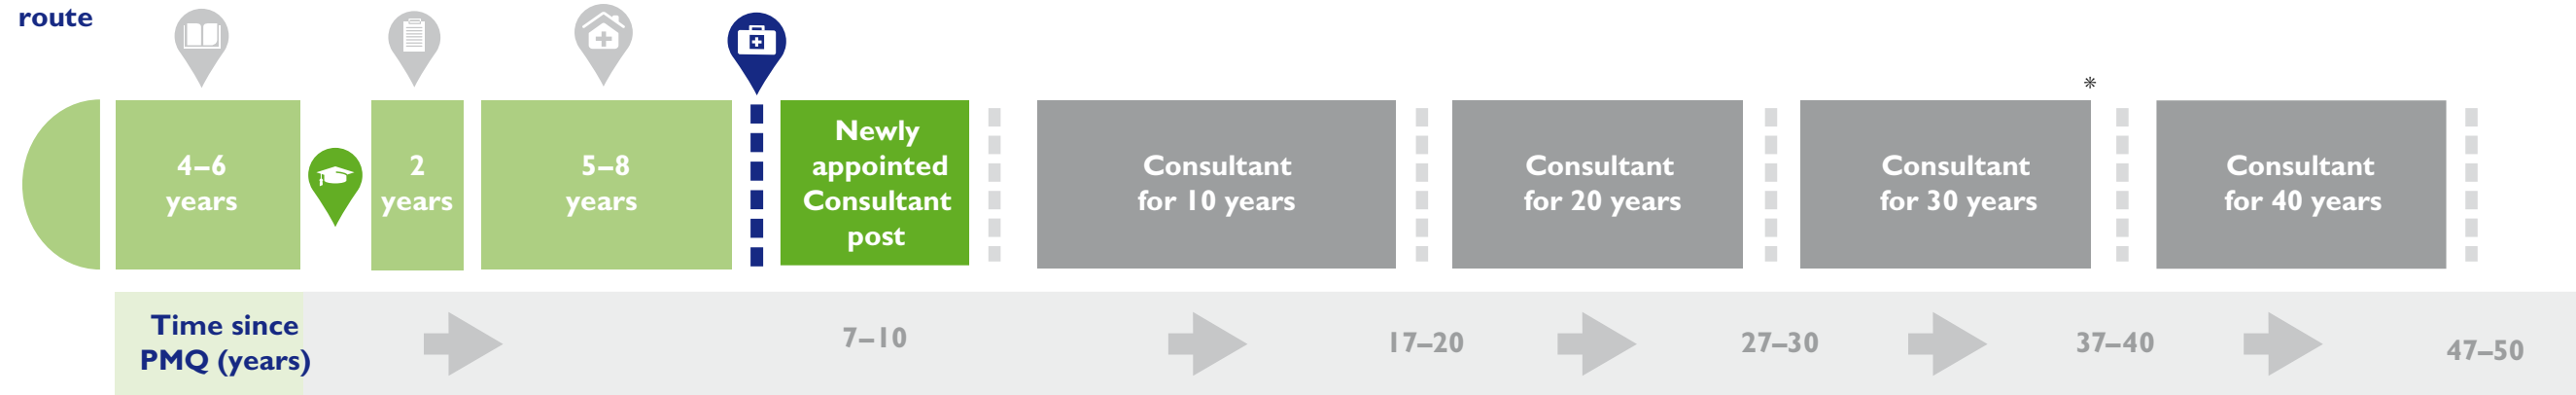 route
*
4–6
years
2
years
5–8
years
Newly
appointed
Consultant
post
Consultant
for 10 years
Consultant
for 20 years
Consultant
for 30 years
Consultant
for 40 years
Time since
PMQ (years)
7–10
17–20
27–30
37–40
47–50